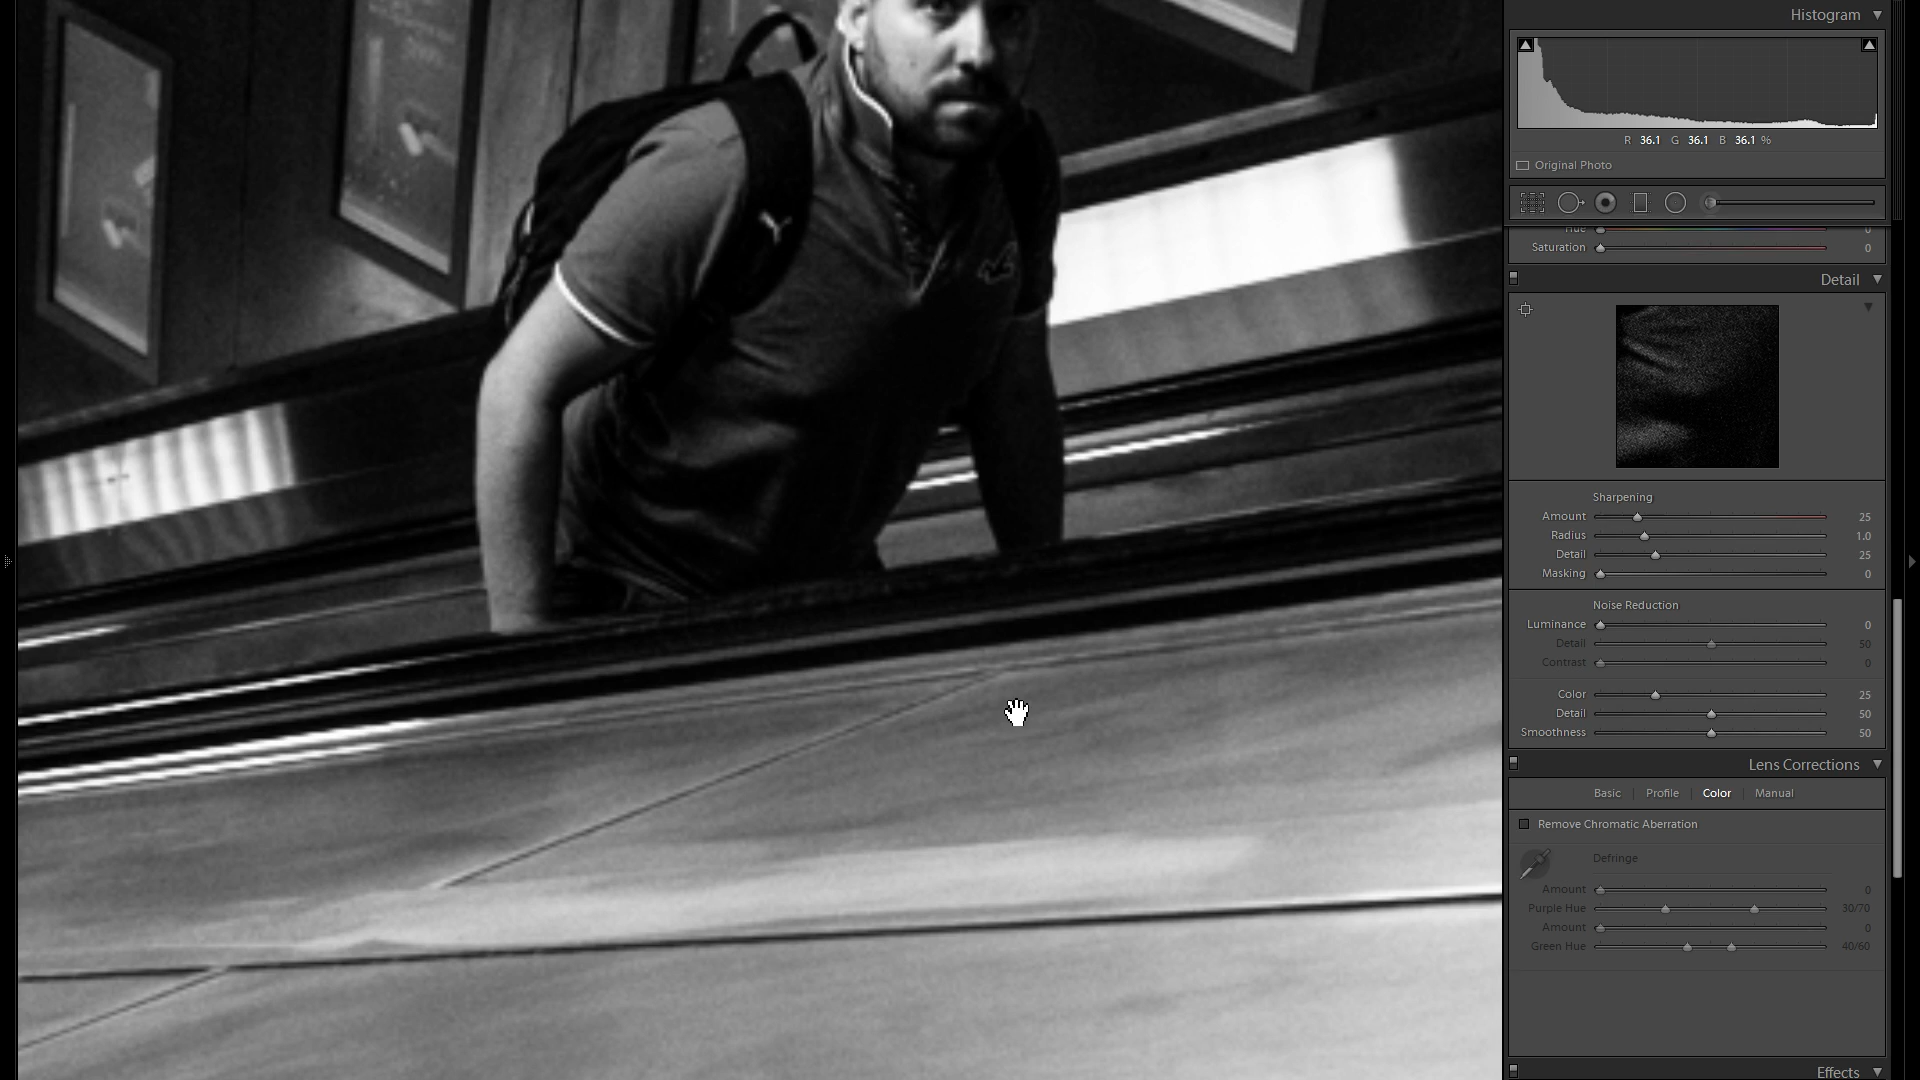 Histogram
R 36.1 G 36.1 B 36.1 %
Original Photo
Hue 0
Saturation 0
Detail
Sharpening
Amount 25
Radius 1.0
Detail 25
Masking 0
Noise Reduction
Luminance 0
Detail 50
Contrast 0
Color 25
Detail 50
Smoothness 50
Lens Corrections
Basic Profile Color Manual
Remove Chromatic Aberration
Defringe
Amount 0
Purple Hue 30/70
Amount 0
Green Hue 40/60
Effects